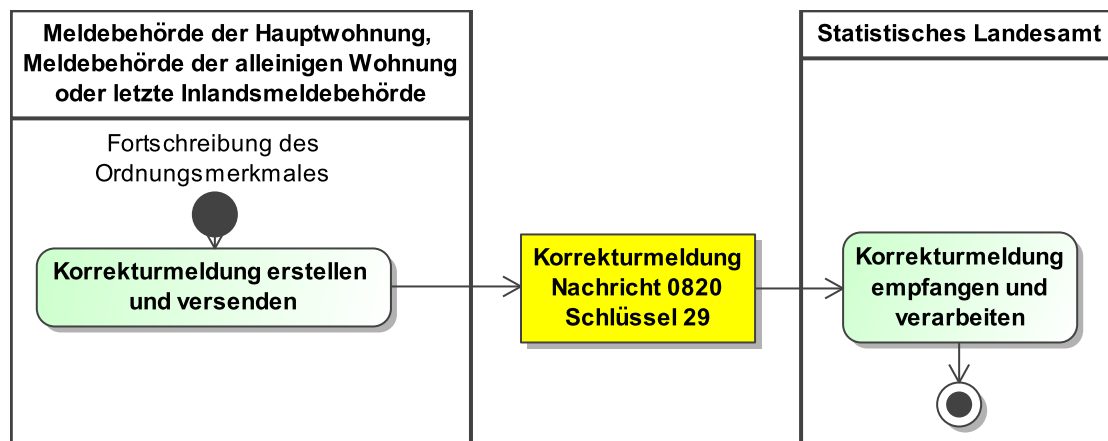 Meldebehörde der Hauptwohnung,
Meldebehörde der alleinigen Wohnung
oder letzte Inlandsmeldebehörde
Statistisches Landesamt
Fortschreibung des
Ordnungsmerkmales
Korrekturmeldung erstellen
und versenden
Korrekturmeldung
Nachricht 0820
Schlüssel 29
Korrekturmeldung
empfangen und
verarbeiten